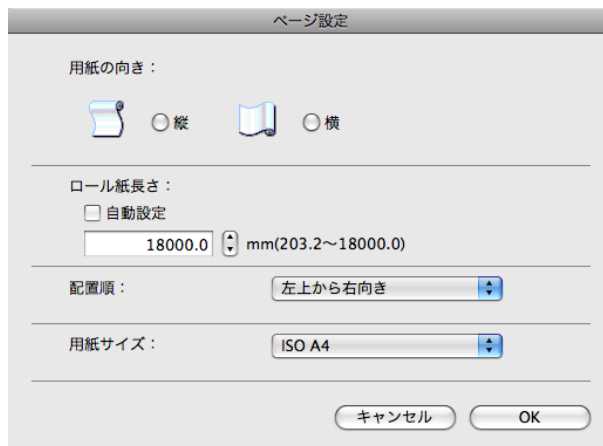 ページ設定
用紙の向き：
縦 横
ロール紙長さ：
自動設定
18000.0 mm(203.2〜18000.0)
配置順： 左上から右向き
用紙サイズ： ISO A4
キャンセル OK